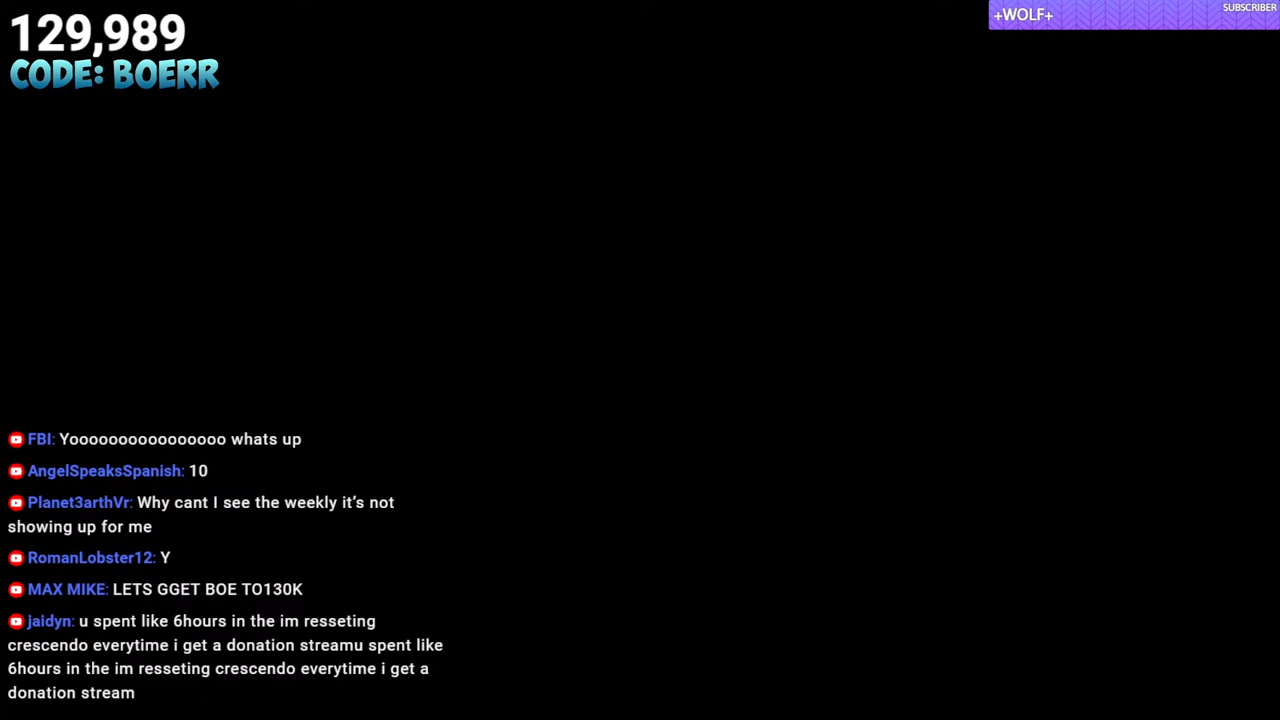 129,989
CODE: BOERR
+WOLF+
SUBSCRIBER
FBI: Yoooooooooooooooo whats up
AngelSpeaksSpanish: 10
Planet3arthVr: Why cant I see the weekly it’s not
showing up for me
RomanLobster12: Y
MAX MIKE: LETS GGET BOE TO130K
jaidyn: u spent like 6hours in the im resseting
crescendo everytime i get a donation streamu spent like
6hours in the im resseting crescendo everytime i get a
donation stream